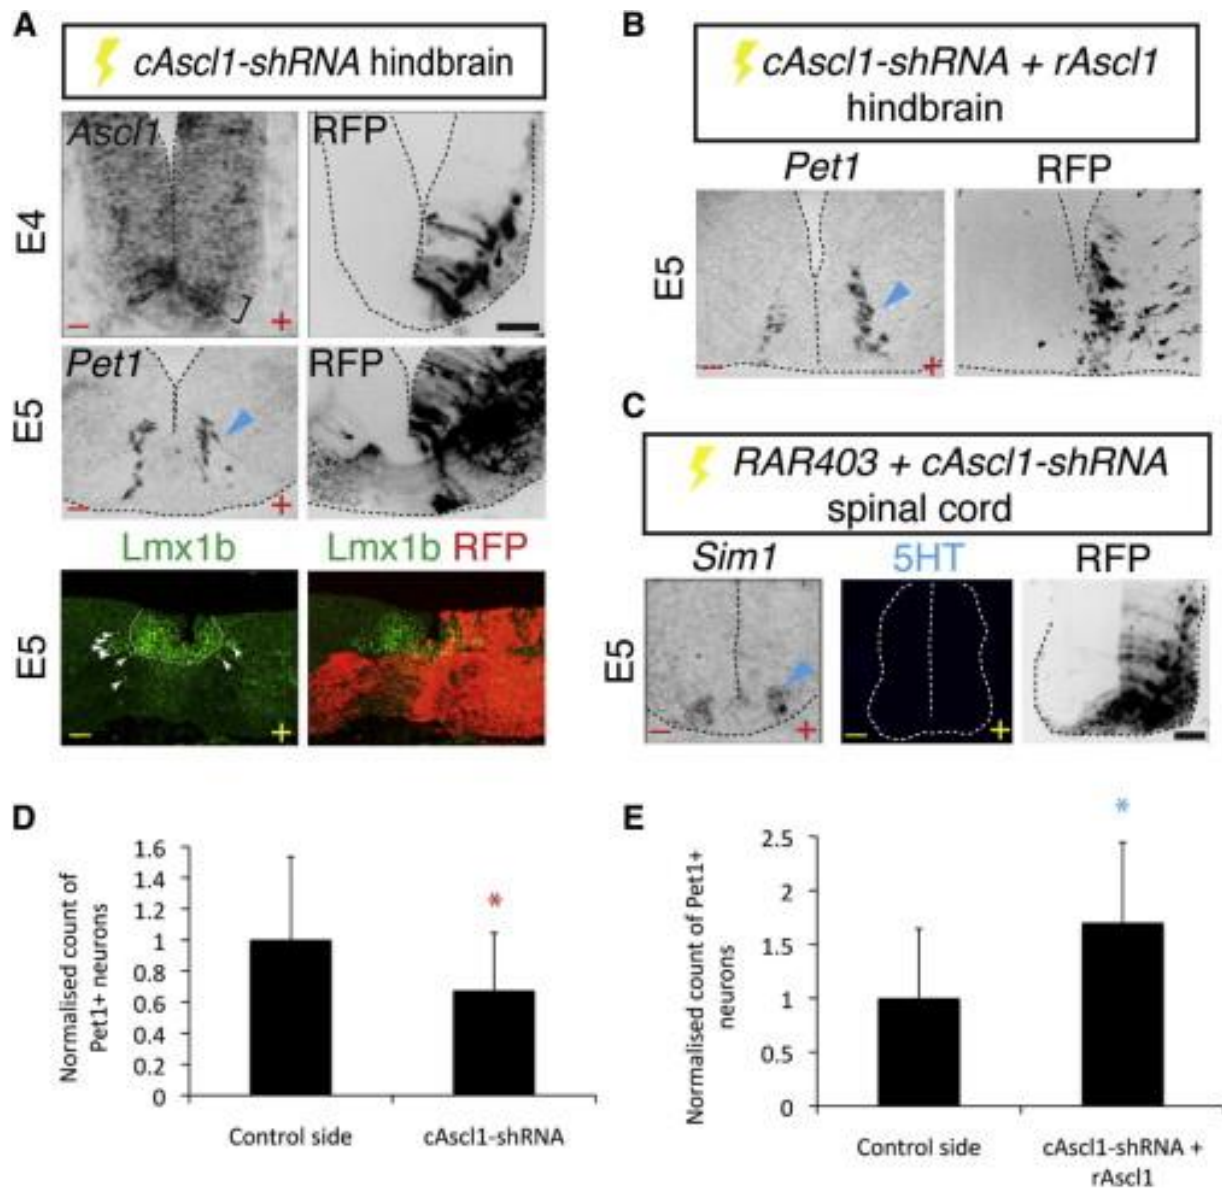 A
cAscl1-shRNA hindbrain
Ascl1
RFP
E4
− +
Pet1
RFP
E5
− +
Lmx1b
Lmx1b RFP
E5
− +
B
cAscl1-shRNA + rAscl1
hindbrain
Pet1
RFP
E5
− +
C
RAR403 + cAscl1-shRNA
spinal cord
Sim1
5HT
RFP
E5
− +
− +
D
Normalised count of
Pet1+ neurons
1.6
1.4
1.2
1
0.8
0.6
0.4
0.2
0
*
Control side
cAscl1-shRNA
E
Normalised count of Pet1+
neurons
2.5
2
1.5
1
0.5
0
*
Control side
cAscl1-shRNA +
rAscl1